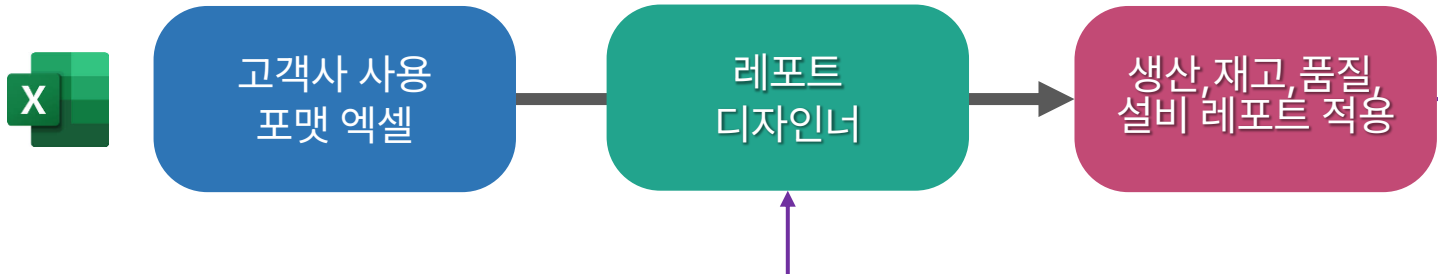 X
고객사 사용
포맷 엑셀
레포트
디자인너
생산,재고,품질,
설비 레포트 적용